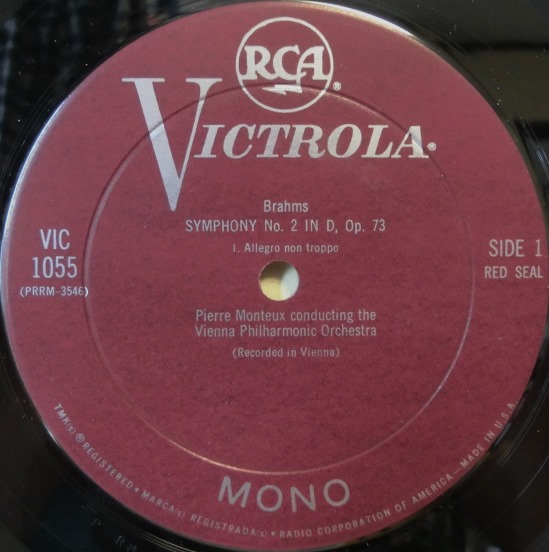 RCA®
VICTROLA®
Brahms
SYMPHONY No. 2 IN D, Op. 73
I. Allegro non troppo
VIC
1055
(PRRM-3546)
SIDE 1
RED SEAL
Pierre Monteux conducting the
Vienna Philharmonic Orchestra
(Recorded in Vienna)
MONO
TMK(s) ® REGISTERED • MARCA(s) REGISTRADA(s) • RADIO CORPORATION OF AMERICA—MADE IN U.S.A.